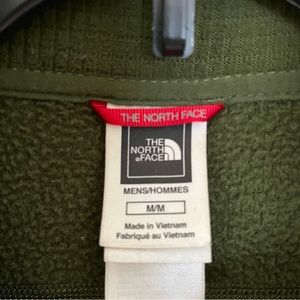 THE NORTH FACE
THE
NORTH
®FACE
MENS/HOMMES
M/M
Made in Vietnam
Fabriqué au Vietnam